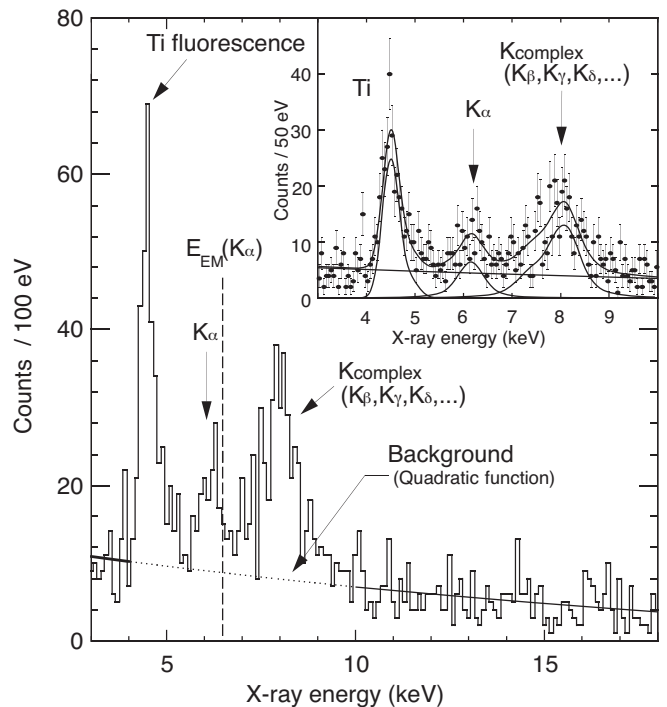 80
60
40
20
0
Counts / 100 eV
5
10
15
X-ray energy (keV)
Ti fluorescence
E_EM(Kα)
Kα
Kcomplex
(Kβ,Kγ,Kδ,...)
Background
(Quadratic function)
40
30
20
10
0
Counts / 50 eV
4
5
6
7
8
9
X-ray energy (keV)
Ti
Kα
Kcomplex
(Kβ,Kγ,Kδ,...)